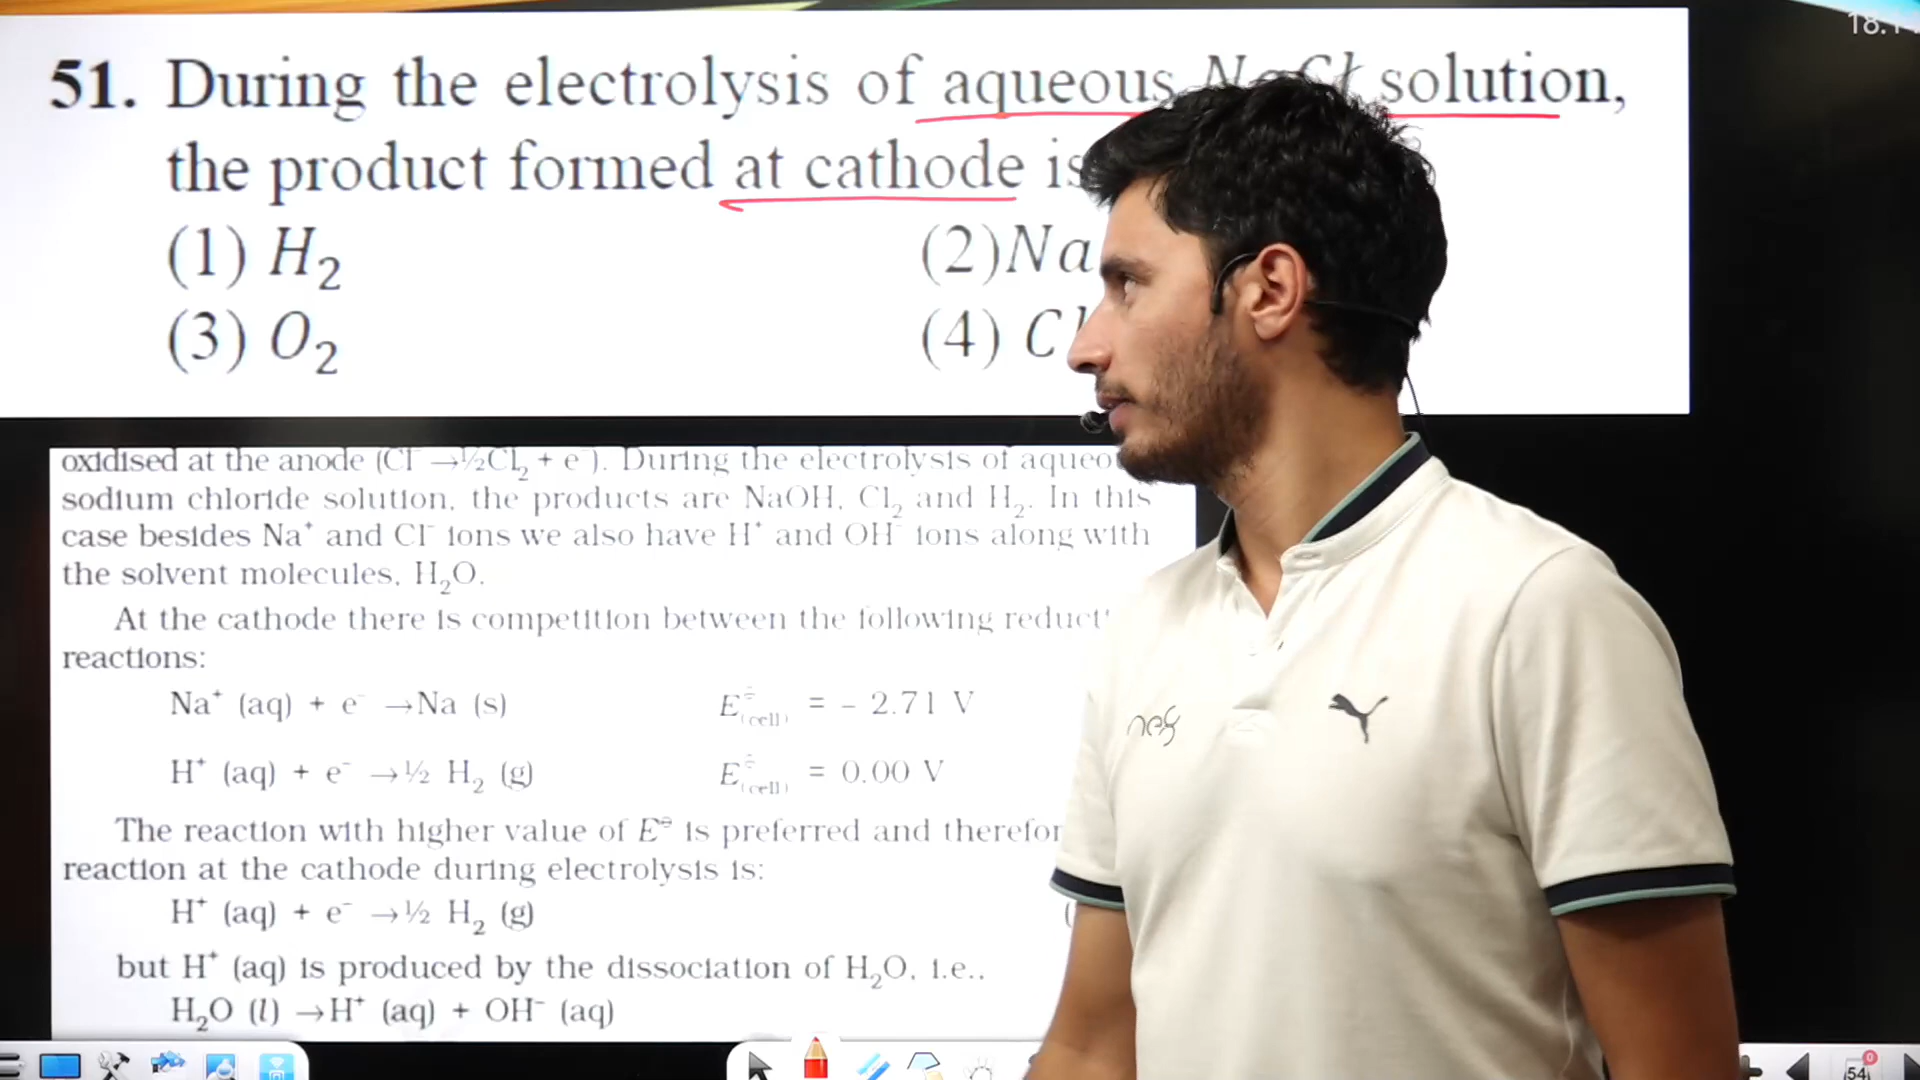 18.1
51. During the electrolysis of aqueous NaCl solution,
the product formed at cathode is
(1) H₂ (2) Na
(3) O₂ (4) Cl
oxidised at the anode (Cl⁻ → ½Cl₂ + e⁻). During the electrolysis of
sodium chloride solution, the products are NaOH, Cl₂ and H₂. In this
case besides Na⁺ and Cl⁻ ions we also have H⁺ and OH⁻ ions along with
the solvent molecules, H₂O.
At the cathode there is competition between the following
reactions:
Na⁺ (aq) + e⁻ → Na (s) E⊖(cell) = – 2.71 V
H⁺ (aq) + e⁻ → ½ H₂ (g) E⊖(cell) = 0.00 V
The reaction with higher value of E⊖ is preferred and
reaction at the cathode during electrolysis is:
H⁺ (aq) + e⁻ → ½ H₂ (g)
but H⁺ (aq) is produced by the dissociation of H₂O, i.e.,
H₂O (l) → H⁺ (aq) + OH⁻ (aq)
54
0